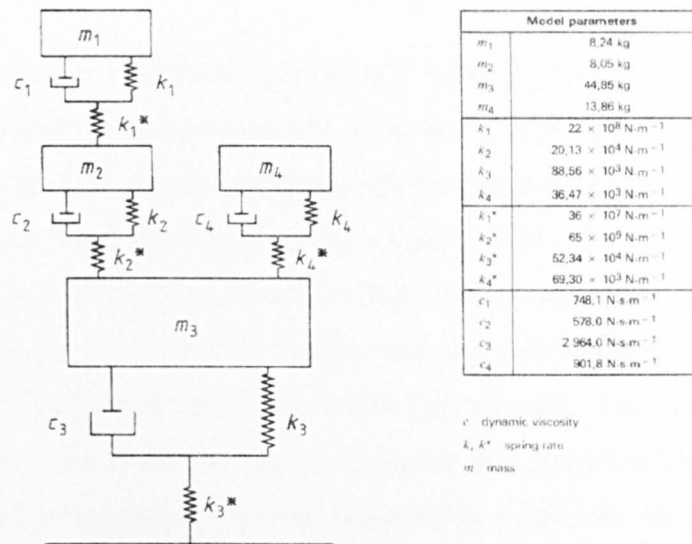 m₁
c₁
k₁
k₁*
m₂
m₄
c₂
k₂
c₄
k₄
k₂*
k₄*
m₃
c₃
k₃
k₃*
Model parameters
m₁ 8,24 kg
m₂ 8,05 kg
m₃ 44,85 kg
m₄ 13,86 kg
k₁ 22 × 10⁸ N·m⁻¹
k₂ 20,13 × 10⁴ N·m⁻¹
k₃ 88,56 × 10³ N·m⁻¹
k₄ 36,47 × 10³ N·m⁻¹
k₁* 36 × 10⁷ N·m⁻¹
k₂* 65 × 10⁹ N·m⁻¹
k₃* 52,34 × 10⁴ N·m⁻¹
k₄* 69,30 × 10³ N·m⁻¹
c₁ 748,1 N·s·m⁻¹
c₂ 578,0 N·s·m⁻¹
c₃ 2 964,0 N·s·m⁻¹
c₄ 901,8 N·s·m⁻¹
c dynamic viscosity
k, k* spring rate
m mass